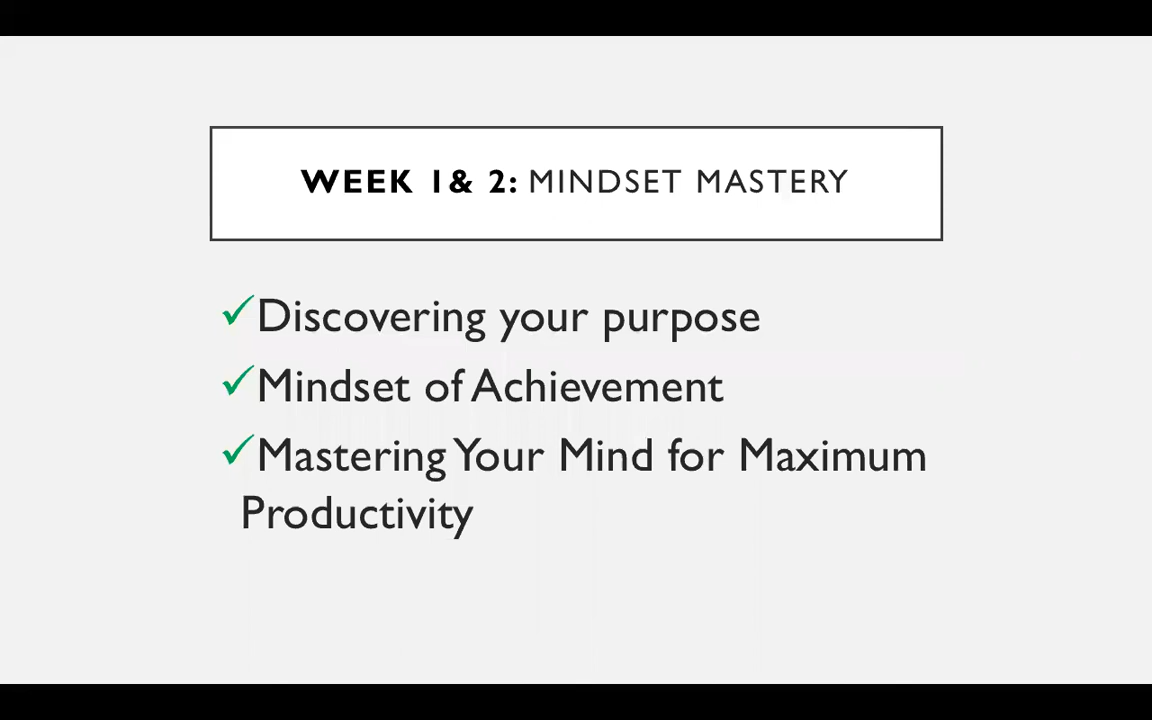 WEEK 1& 2: MINDSET MASTERY
✓Discovering your purpose
✓Mindset of Achievement
✓Mastering Your Mind for Maximum
Productivity